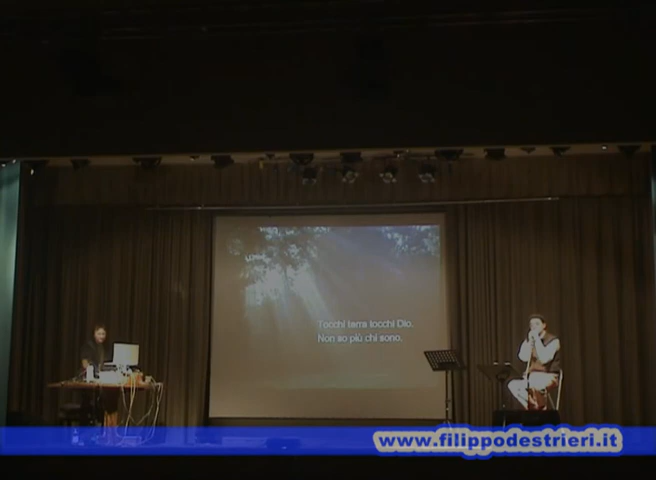 Tocchi terra tocchi Dio.
Non so più chi sono.
www.filippodestrieri.it